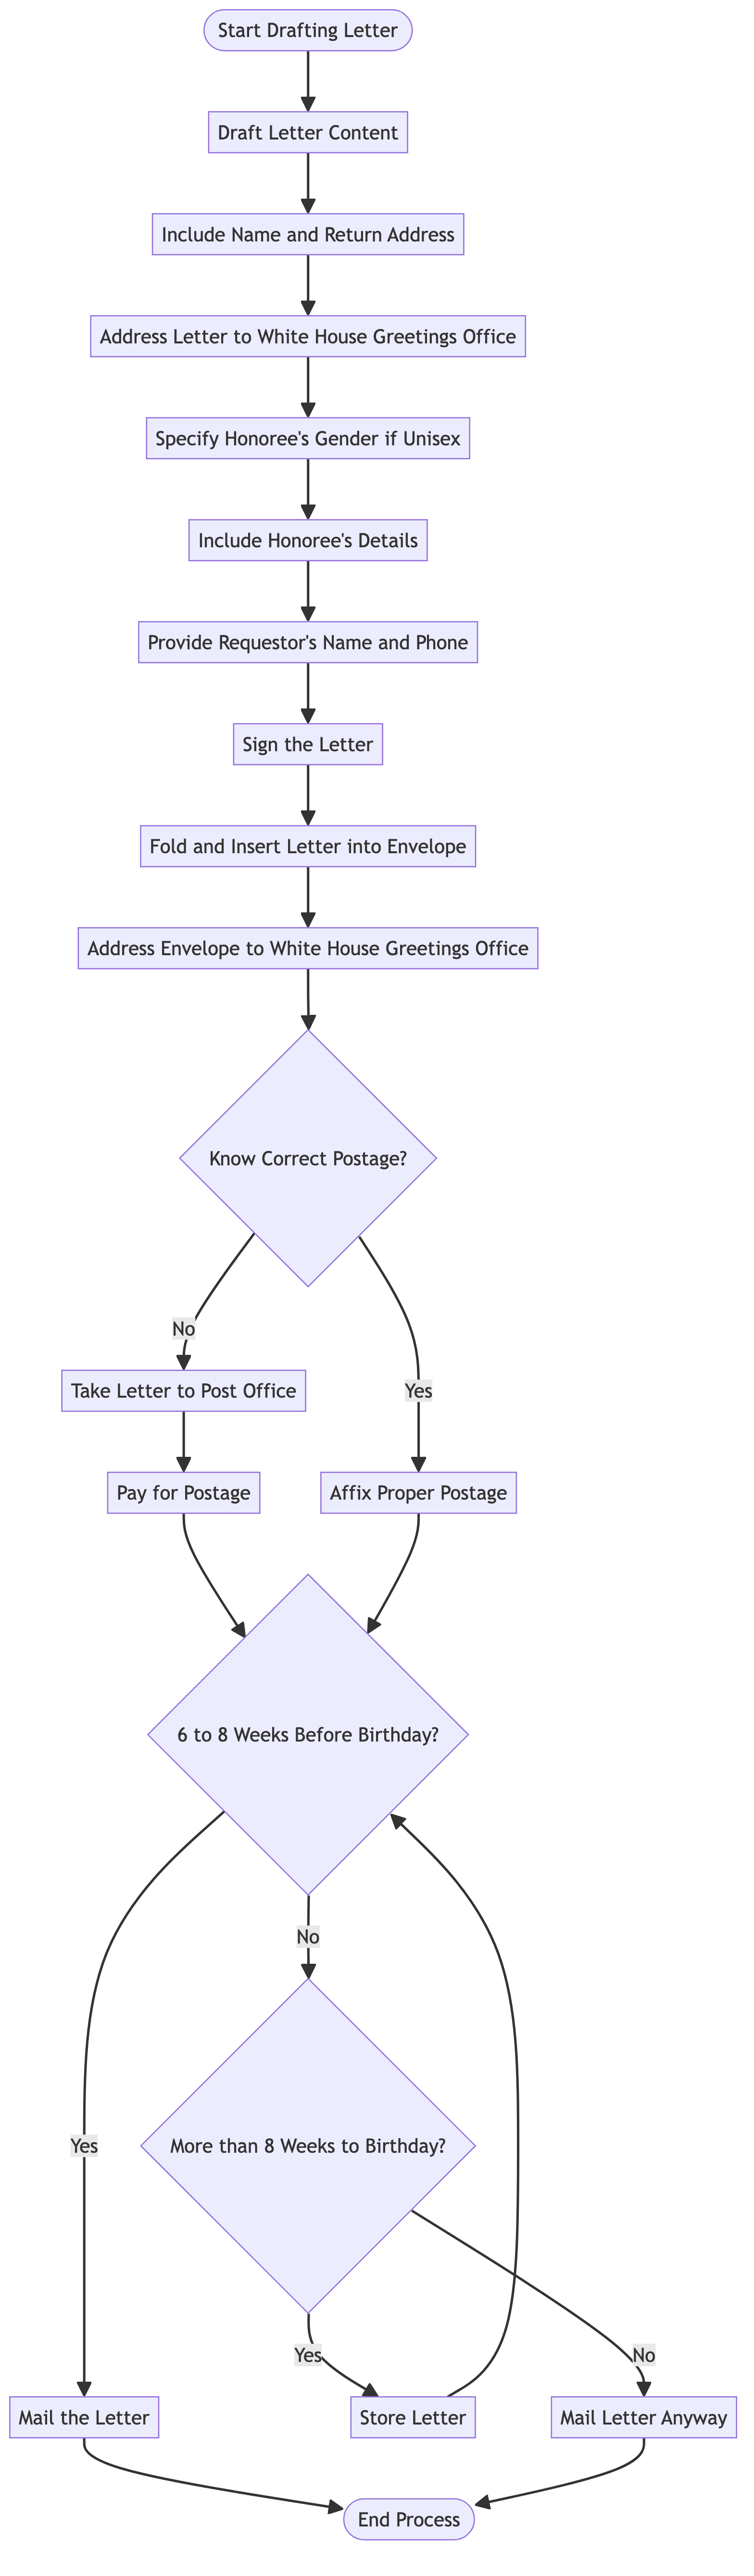 Start Drafting Letter
Draft Letter Content
Include Name and Return Address
Address Letter to White House Greetings Office
Specify Honoree's Gender if Unisex
Include Honoree's Details
Provide Requestor's Name and Phone
Sign the Letter
Fold and Insert Letter into Envelope
Address Envelope to White House Greetings Office
Know Correct Postage?
No
Yes
Take Letter to Post Office
Pay for Postage
Affix Proper Postage
6 to 8 Weeks Before Birthday?
No
Yes
More than 8 Weeks to Birthday?
Yes
No
Mail the Letter
Store Letter
Mail Letter Anyway
End Process